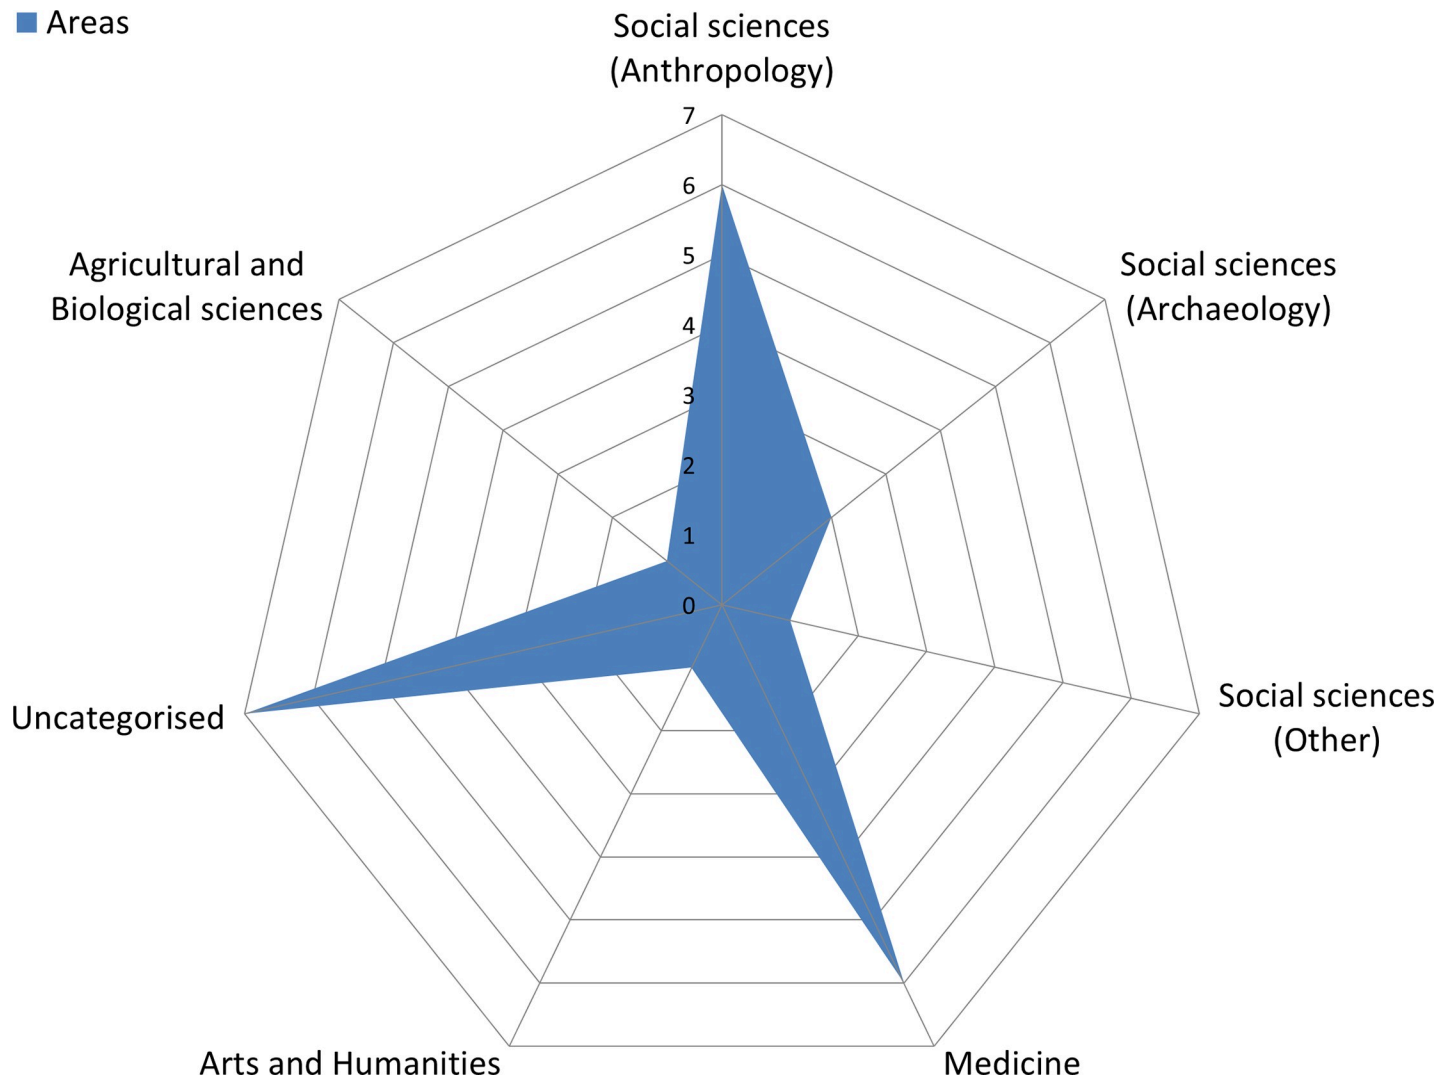 Areas
Social sciences
(Anthropology)
7
6
5
4
3
2
1
0
Agricultural and
Biological sciences
Social sciences
(Archaeology)
Social sciences
(Other)
Uncategorised
Arts and Humanities
Medicine